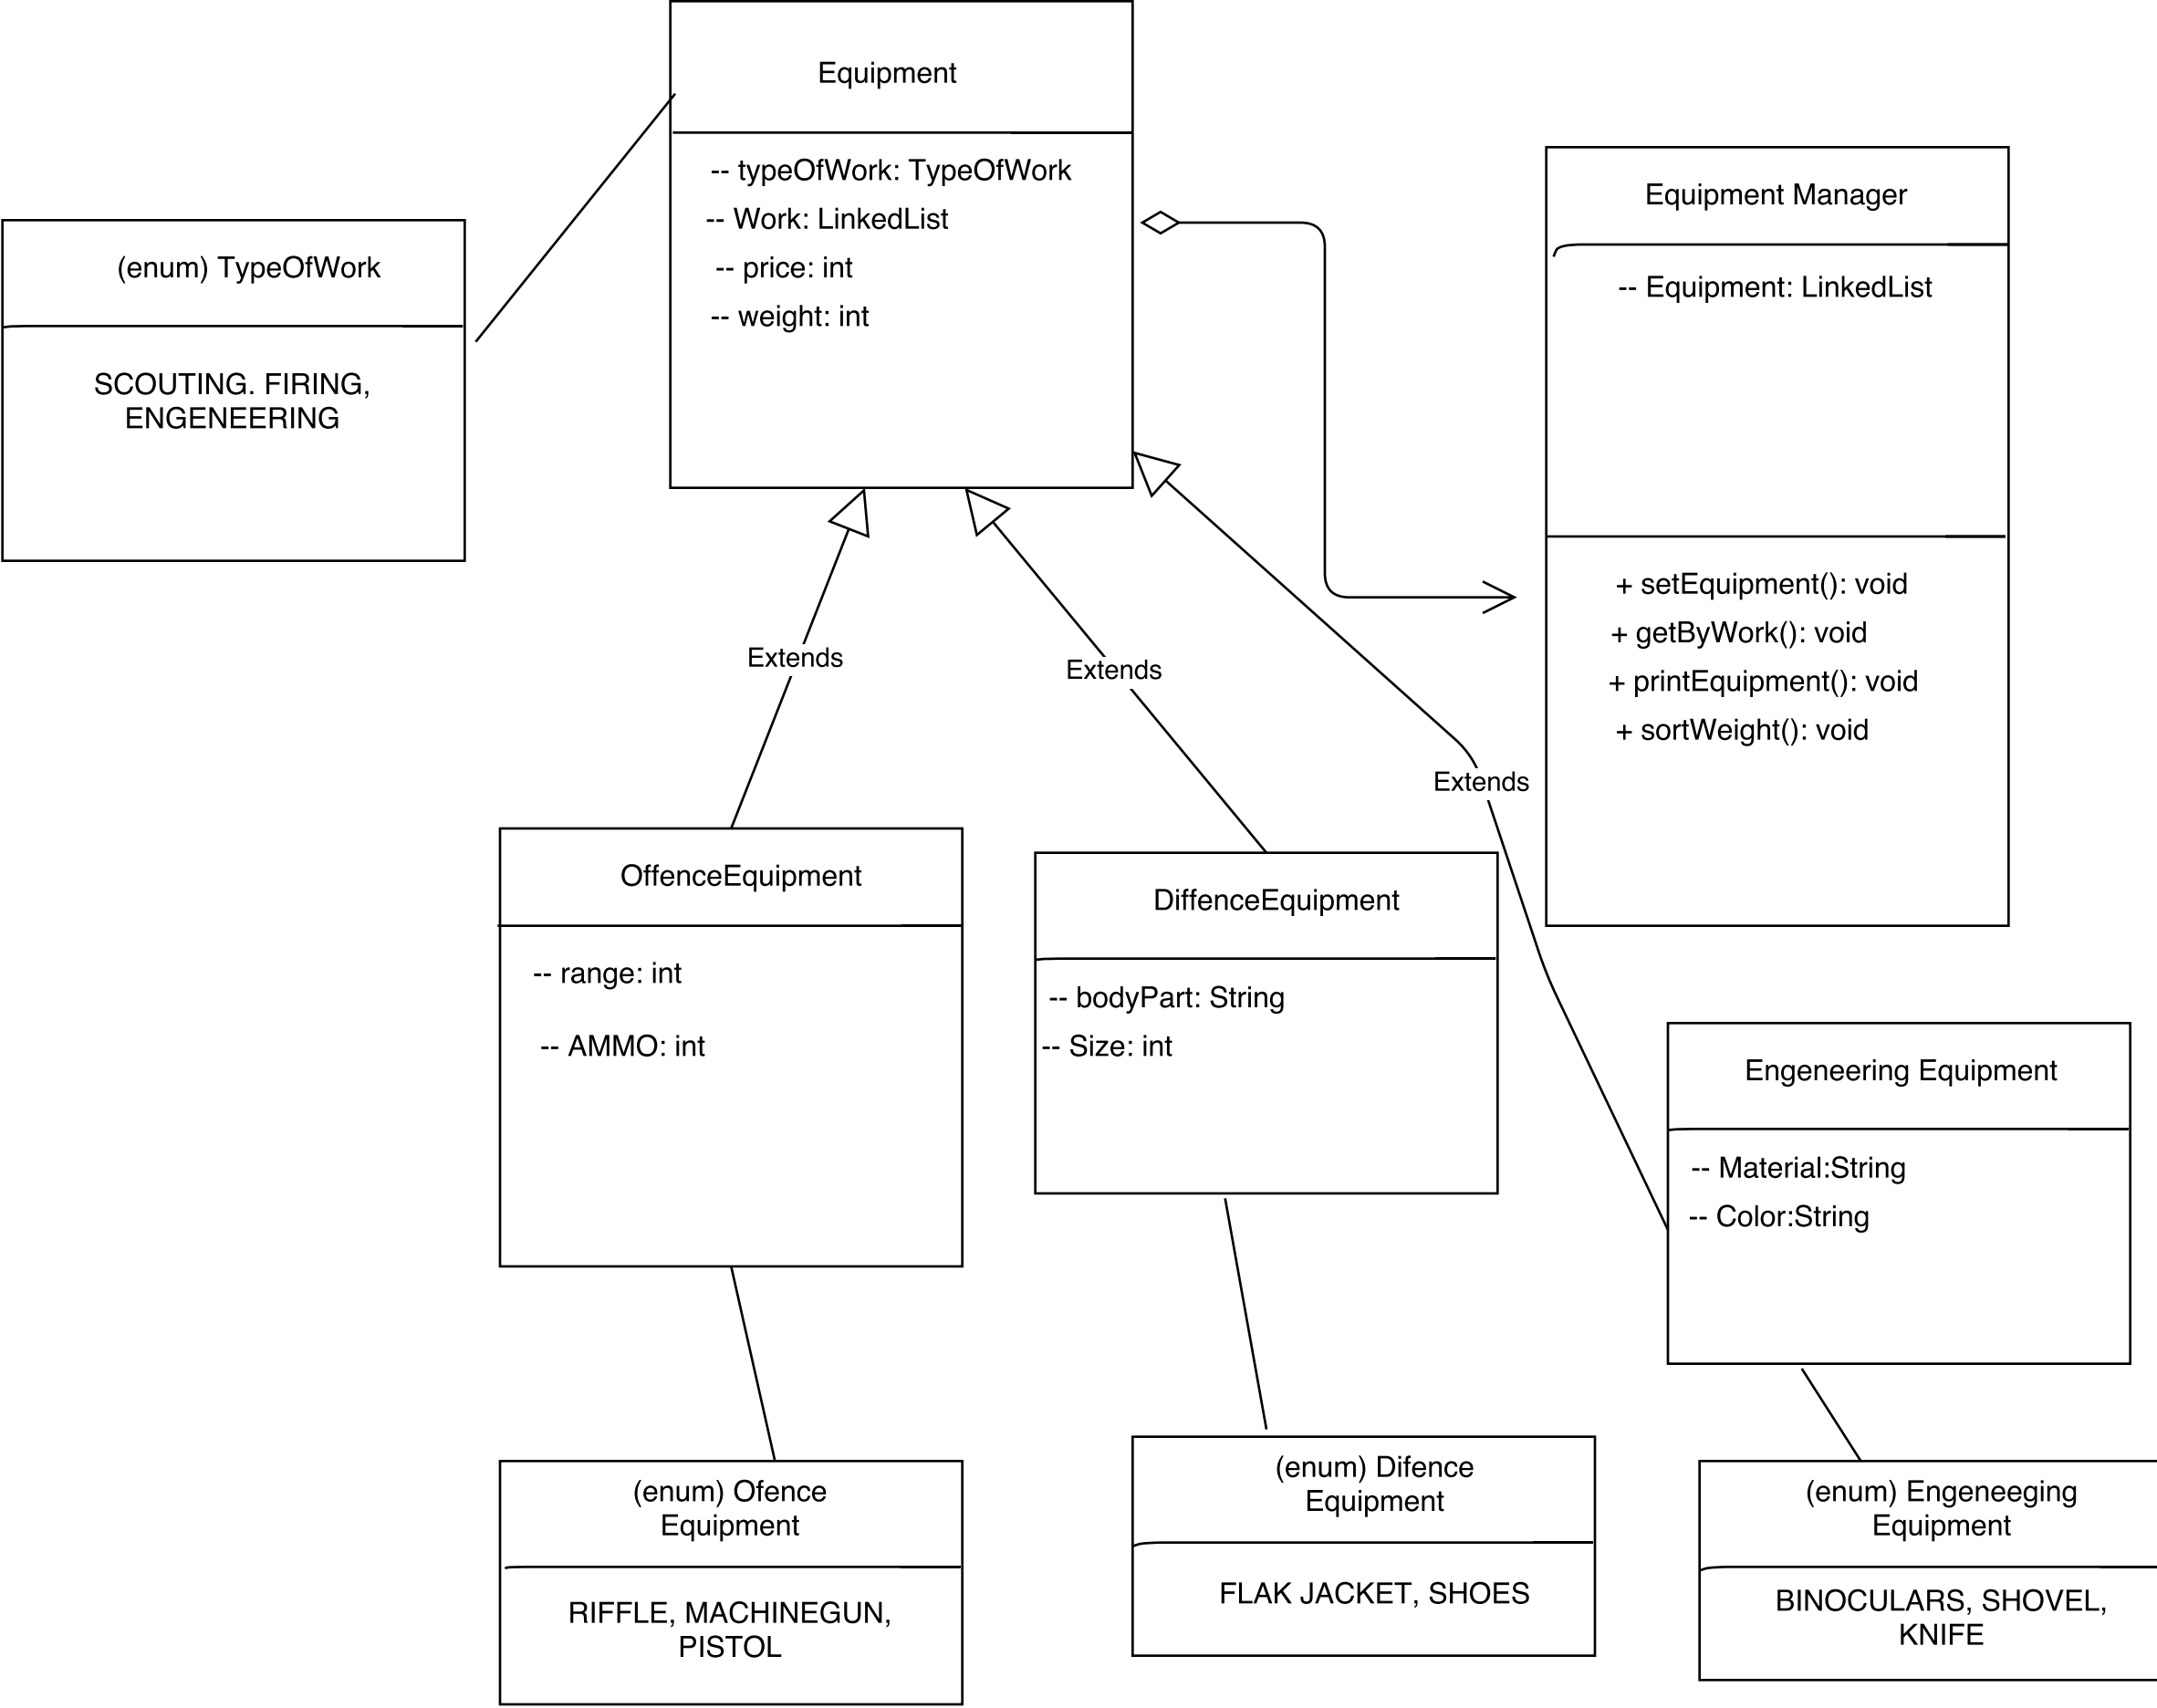 Equipment
-- typeOfWork: TypeOfWork
-- Work: LinkedList
-- price: int
-- weight: int
Equipment Manager
-- Equipment: LinkedList
+ setEquipment(): void
+ getByWork(): void
+ printEquipment(): void
+ sortWeight(): void
(enum) TypeOfWork
SCOUTING. FIRING,
ENGENEERING
Extends
Extends
Extends
OffenceEquipment
-- range: int
-- AMMO: int
DiffenceEquipment
-- bodyPart: String
-- Size: int
Engeneering Equipment
-- Material:String
-- Color:String
(enum) Ofence
Equipment
RIFFLE, MACHINEGUN,
PISTOL
(enum) Difence
Equipment
FLAK JACKET, SHOES
(enum) Engeneeging
Equipment
BINOCULARS, SHOVEL,
KNIFE